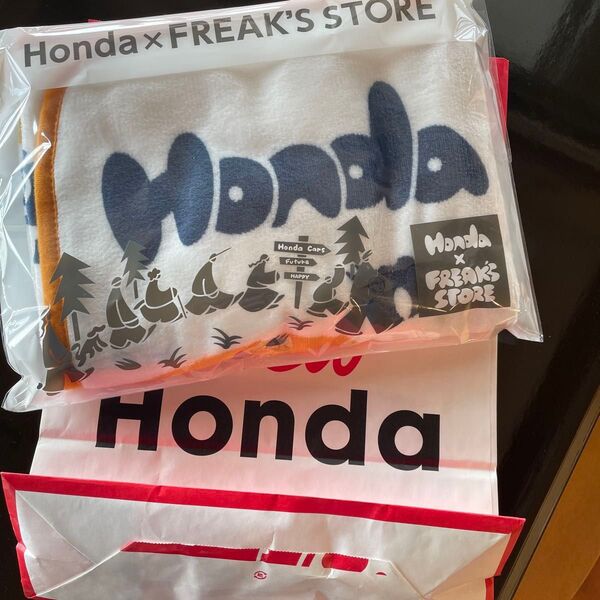 Honda×FREAK'S STORE
Honda
Honda Cars
Future
HAPPY
Honda
×
FREAK'S
STORE
Honda